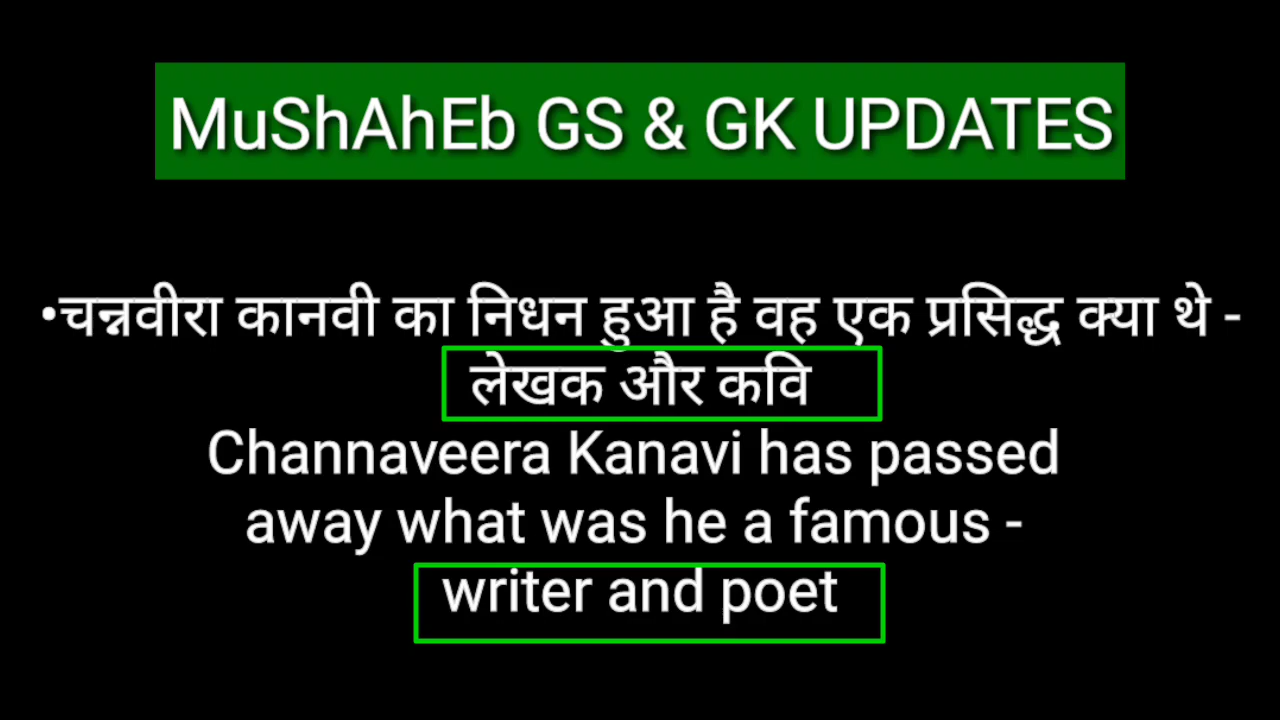 MuShAhEb GS & GK UPDATES
•चन्नवीरा कानवी का निधन हुआ है वह एक प्रसिद्ध क्या थे -
लेखक और कवि
Channaveera Kanavi has passed
away what was he a famous -
writer and poet